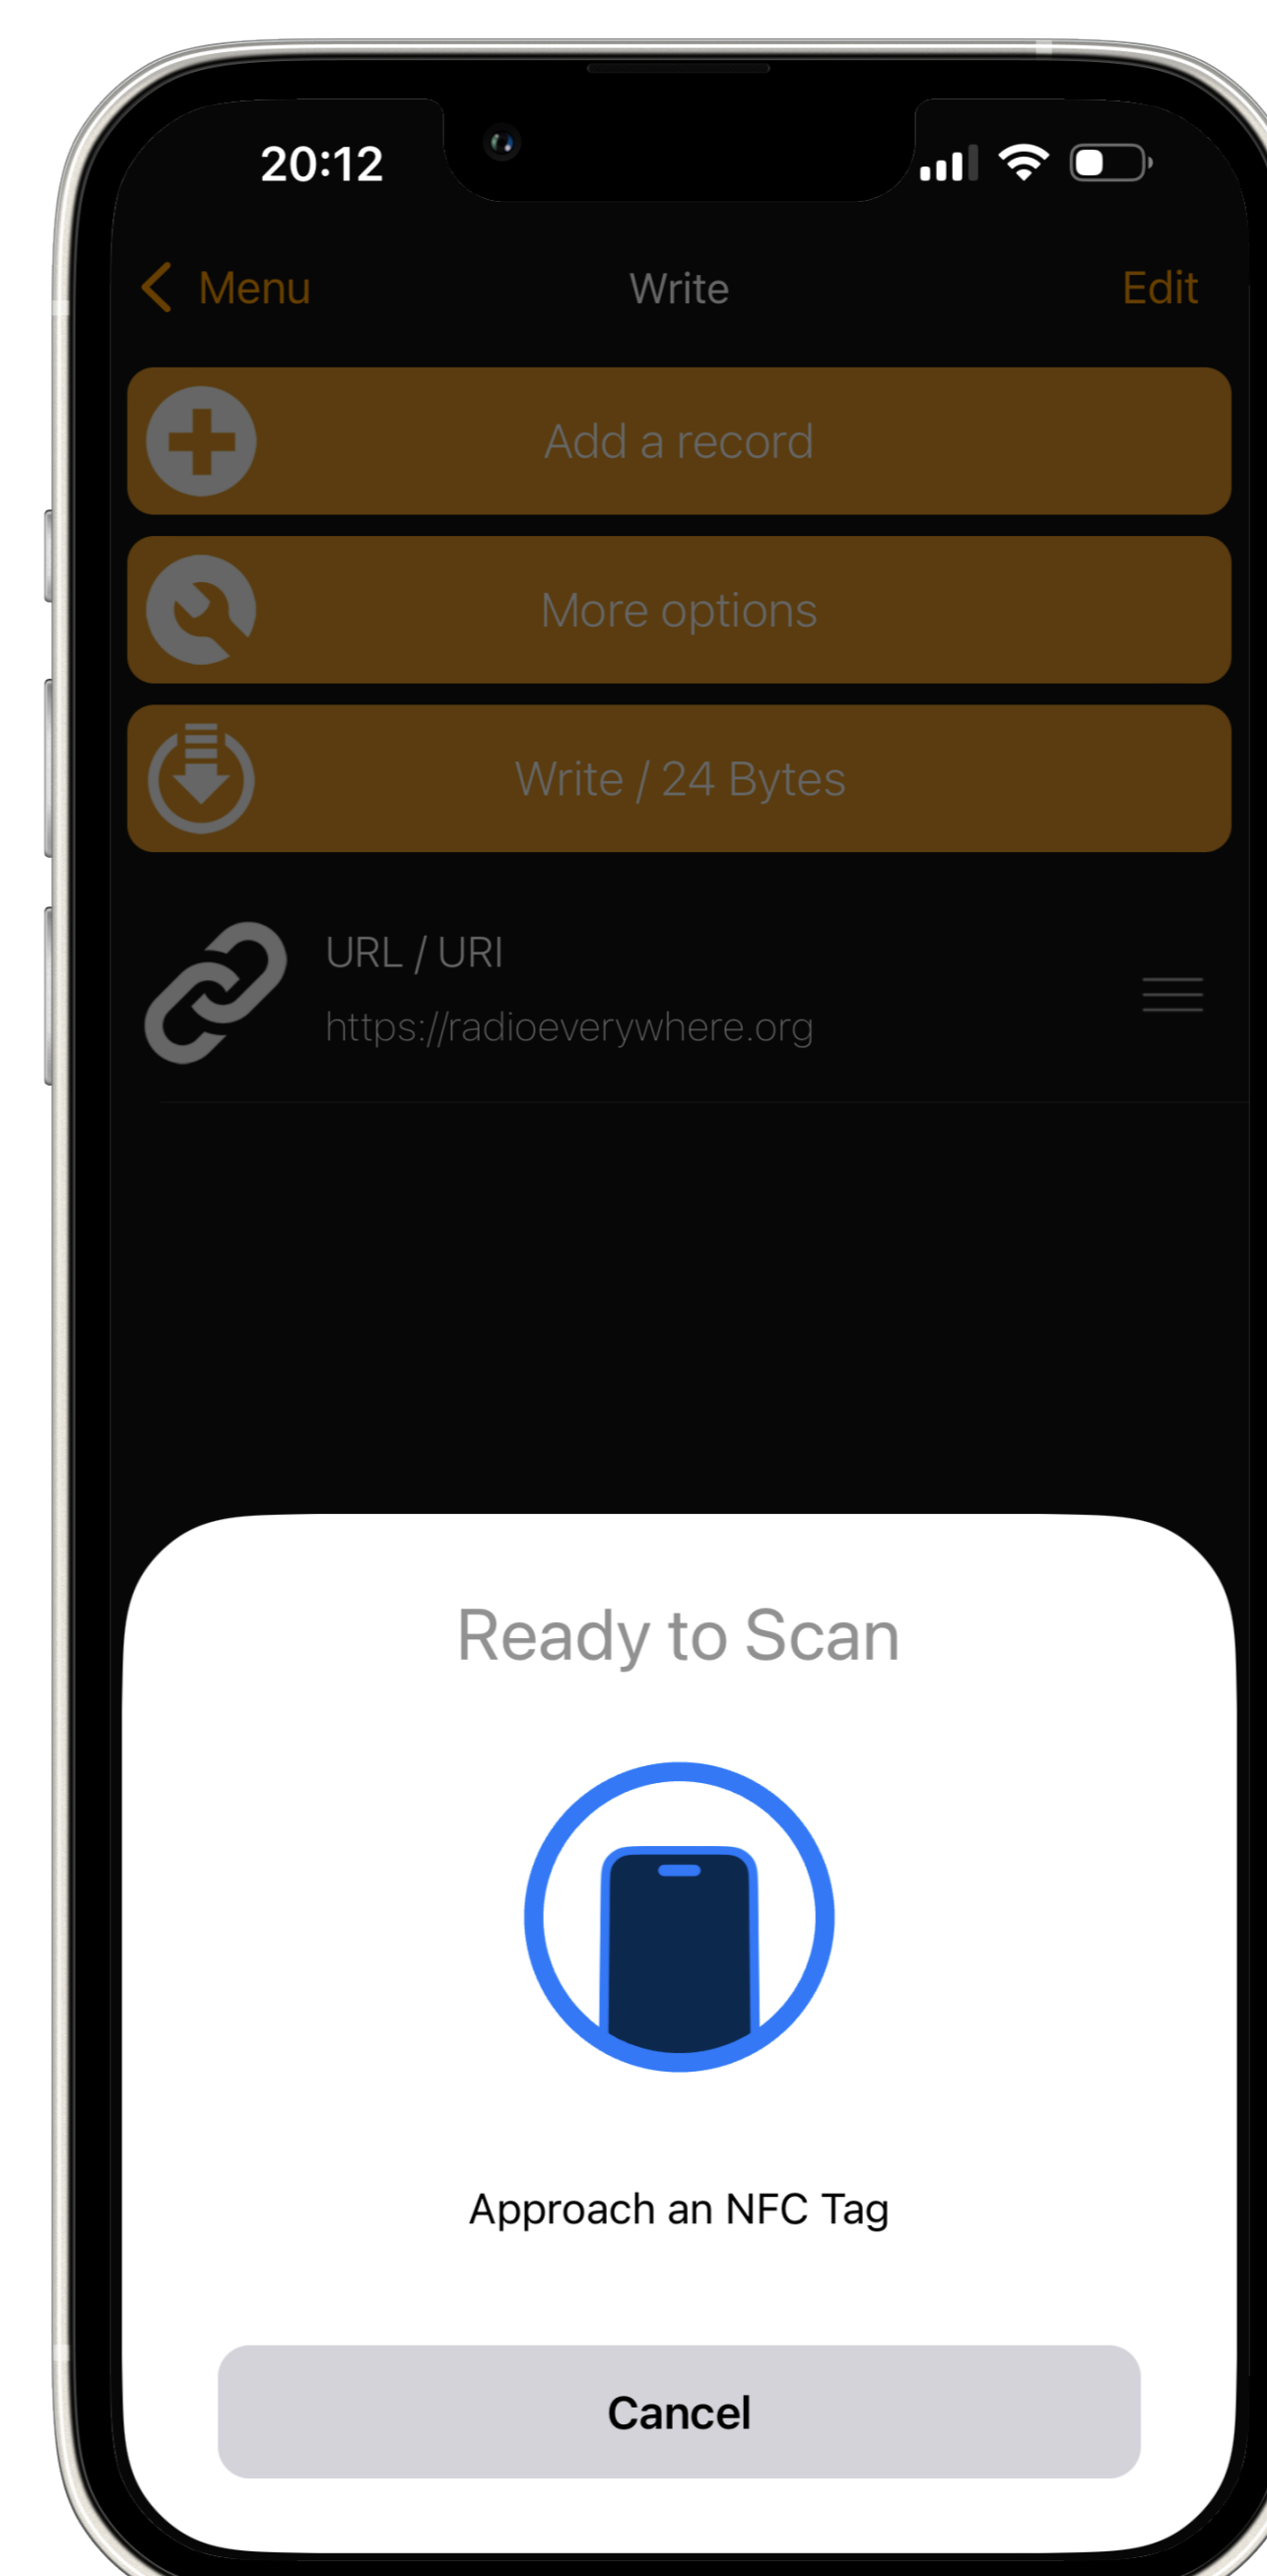 20:12
Menu
Write
Edit
Add a record
More options
Write / 24 Bytes
URL / URI
https://radioeverywhere.org
Ready to Scan
Approach an NFC Tag
Cancel